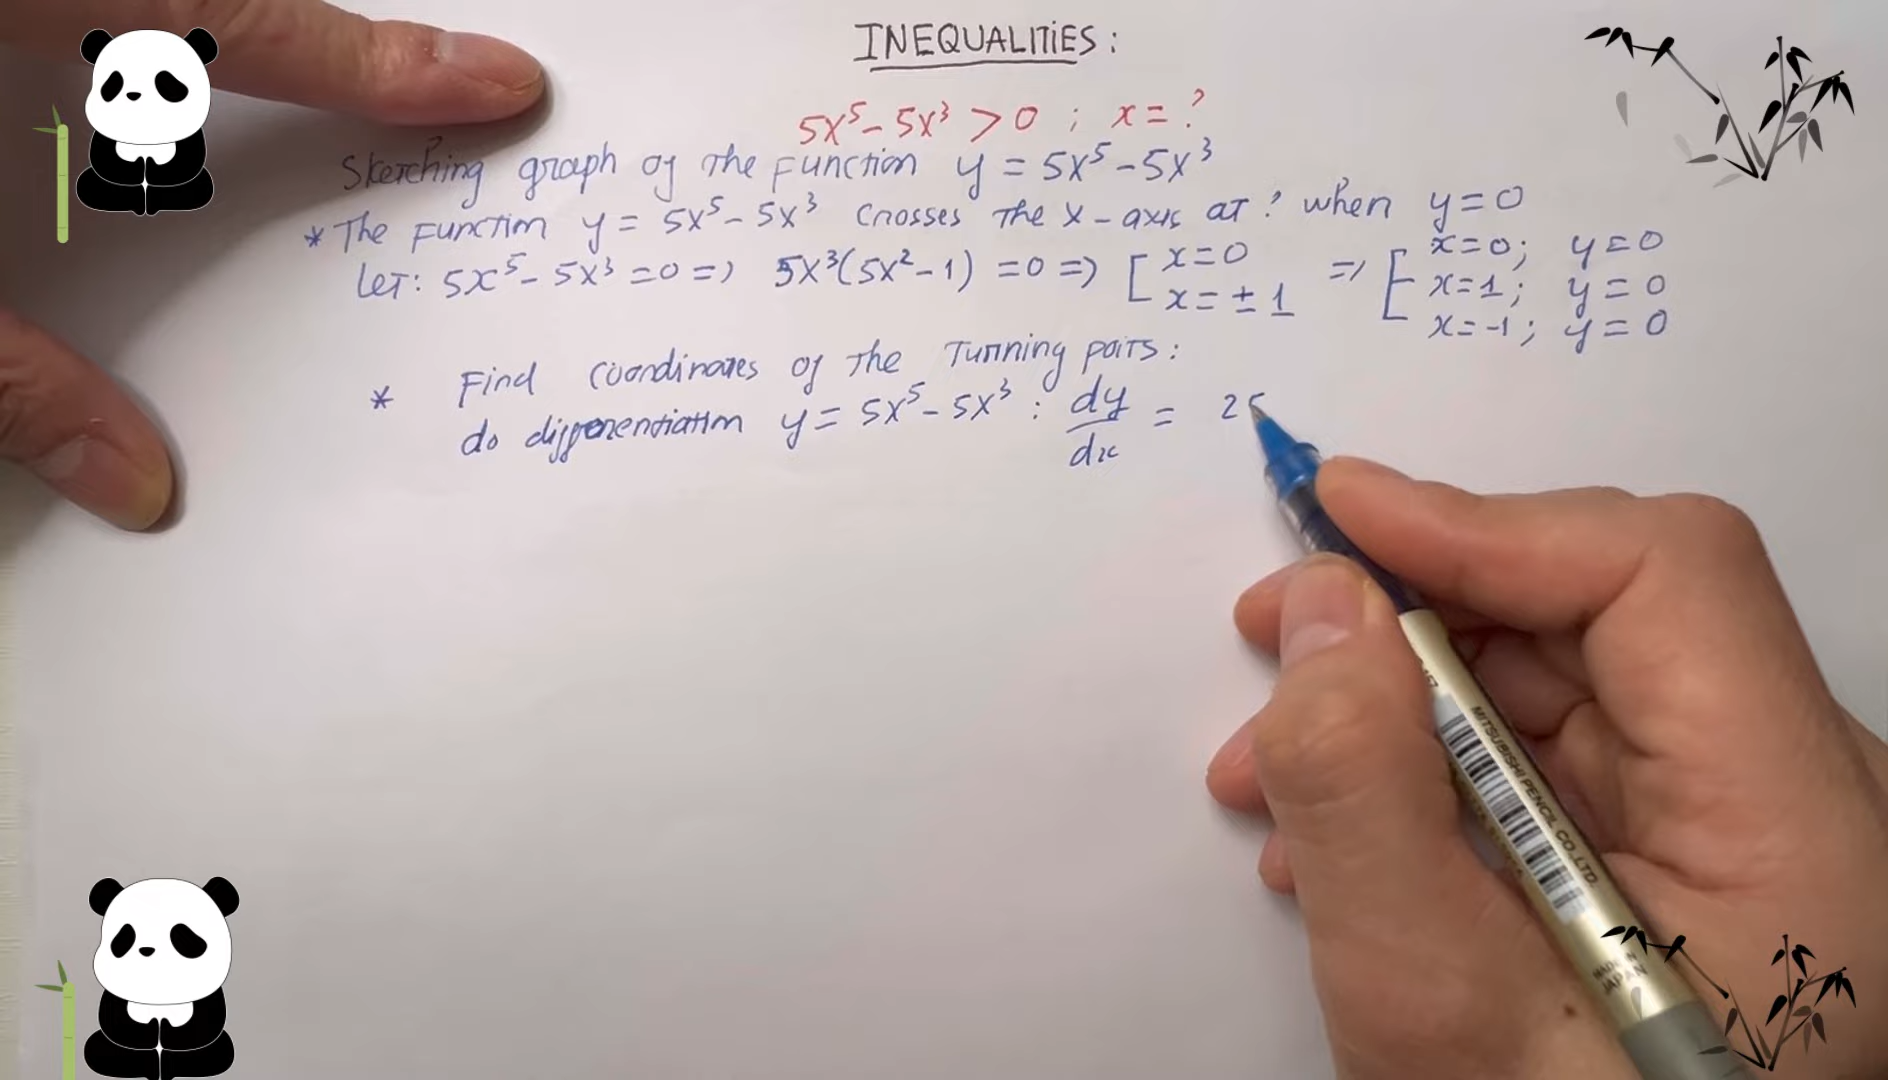 INEQUALITIES:
5x⁵ - 5x³ > 0 ; x = ?
Sketching graph of the function y = 5x⁵ - 5x³
* The function y = 5x⁵ - 5x³ crosses the x-axis at? when y = 0
Let: 5x⁵ - 5x³ = 0 => 5x³(5x² - 1) = 0 => [ x = 0 => [ x = 0; y = 0
x = ± 1 x = 1; y = 0
x = -1; y = 0
* Find coordinates of the Turning poits:
do differentiation y = 5x⁵ - 5x³ : dy/dx = 25
MITSUBISHI PENCIL CO.,LTD
MADE IN
JAPAN